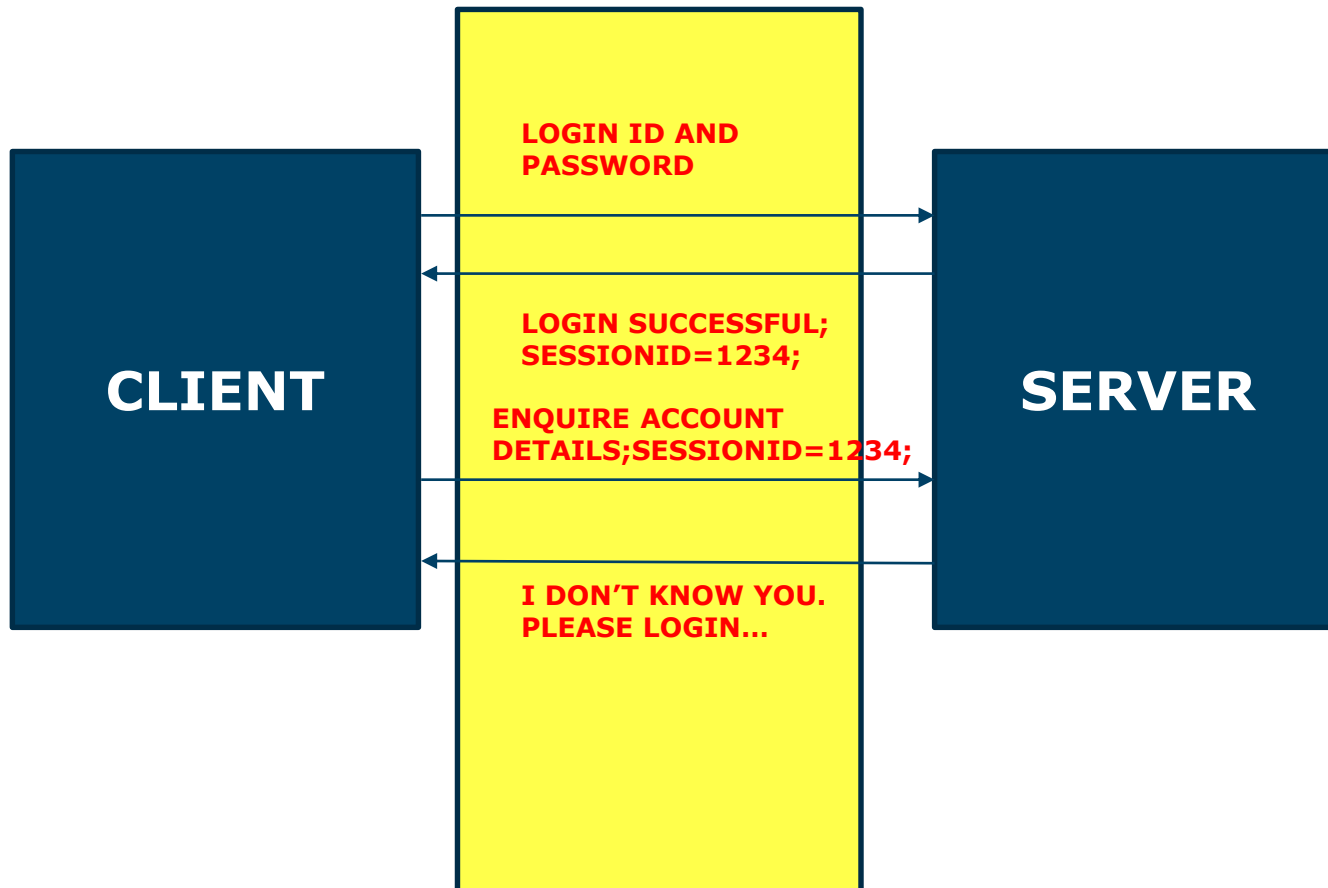 LOGIN ID AND
PASSWORD
CLIENT
SERVER
LOGIN SUCCESSFUL;
SESSIONID=1234;
ENQUIRE ACCOUNT
DETAILS;SESSIONID=1234;
I DON’T KNOW YOU.
PLEASE LOGIN…